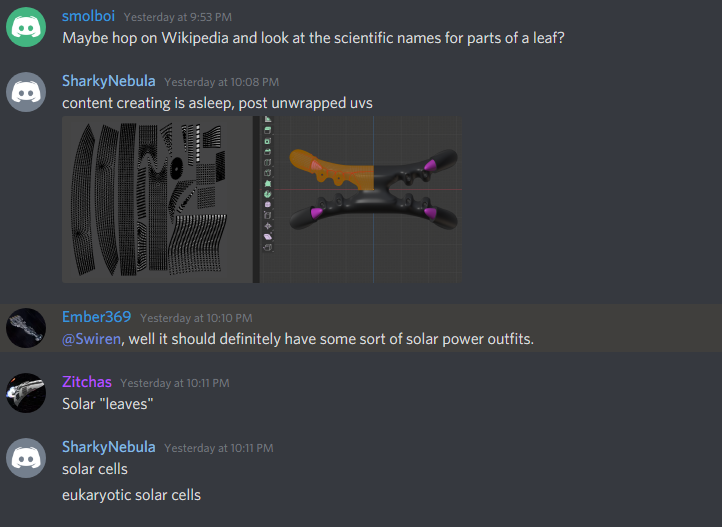 smolboi Yesterday at 9:53 PM
Maybe hop on Wikipedia and look at the scientific names for parts of a leaf?
SharkyNebula Yesterday at 10:08 PM
content creating is asleep, post unwrapped uvs
Ember369 Yesterday at 10:10 PM
@Swiren, well it should definitely have some sort of solar power outfits.
Zitchas Yesterday at 10:11 PM
Solar "leaves"
SharkyNebula Yesterday at 10:11 PM
solar cells
eukaryotic solar cells